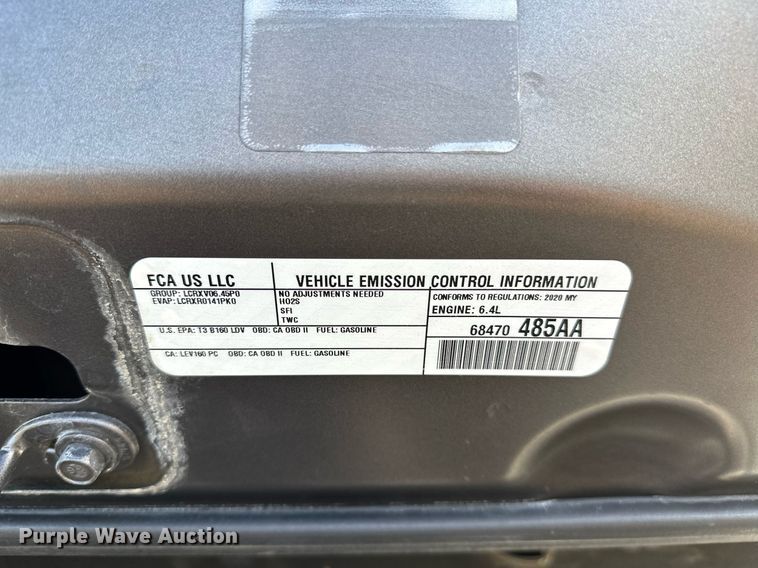 FCA US LLC
VEHICLE EMISSION CONTROL INFORMATION
GROUP: LCRXV06.45P0
EVAP: LCRXR0141PK0
NO ADJUSTMENTS NEEDED
HO2S
SFI
TWC
CONFORMS TO REGULATIONS: 2020 MY
ENGINE: 6.4L
U.S. EPA: T3 B160 LDV OBD: CA OBD II FUEL: GASOLINE
68470 485AA
CA: LEV160 PC OBD: CA OBD II FUEL: GASOLINE
Purple Wave Auction